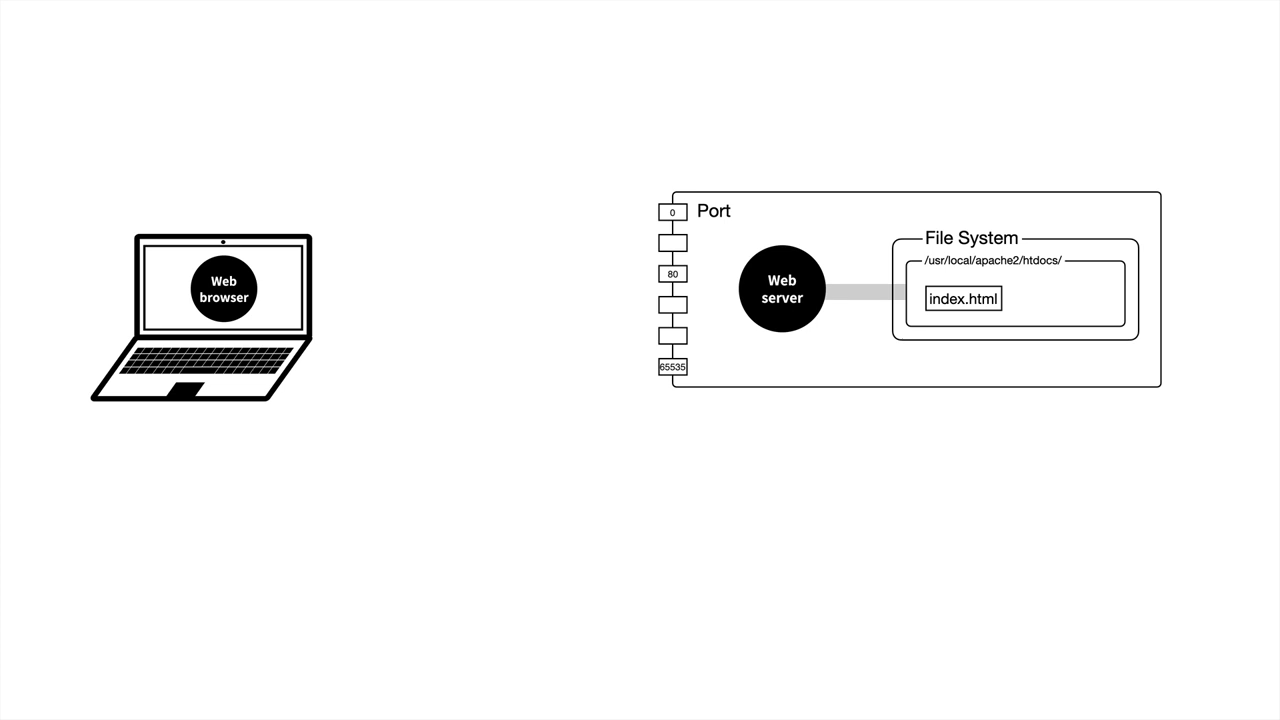 Web
browser
0
Port
80
65535
Web
server
File System
/usr/local/apache2/htdocs/
index.html